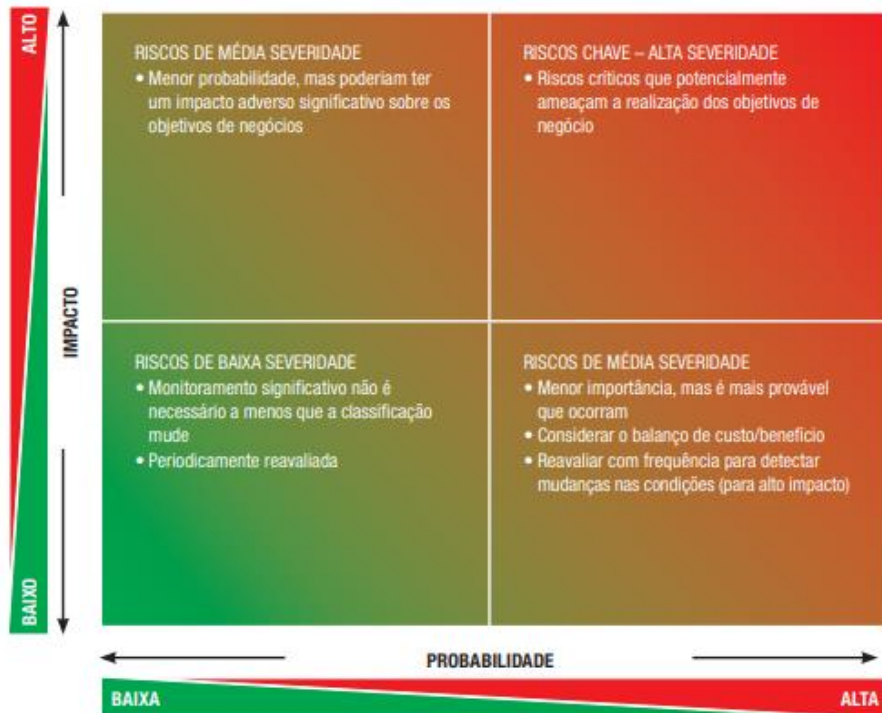 ALTO
IMPACTO
BAIXO
RISCOS DE MÉDIA SEVERIDADE
• Menor probabilidade, mas poderiam ter
um impacto adverso significativo sobre os
objetivos de negócios
RISCOS CHAVE – ALTA SEVERIDADE
• Riscos críticos que potencialmente
ameaçam a realização dos objetivos de
negócio
RISCOS DE BAIXA SEVERIDADE
• Monitoramento significativo não é
necessário a menos que a classificação
mude
• Periodicamente reavaliada
RISCOS DE MÉDIA SEVERIDADE
• Menor importância, mas é mais provável
que ocorram
• Considerar o balanço de custo/benefício
• Reavaliar com frequência para detectar
mudanças nas condições (para alto impacto)
PROBABILIDADE
BAIXA
ALTA